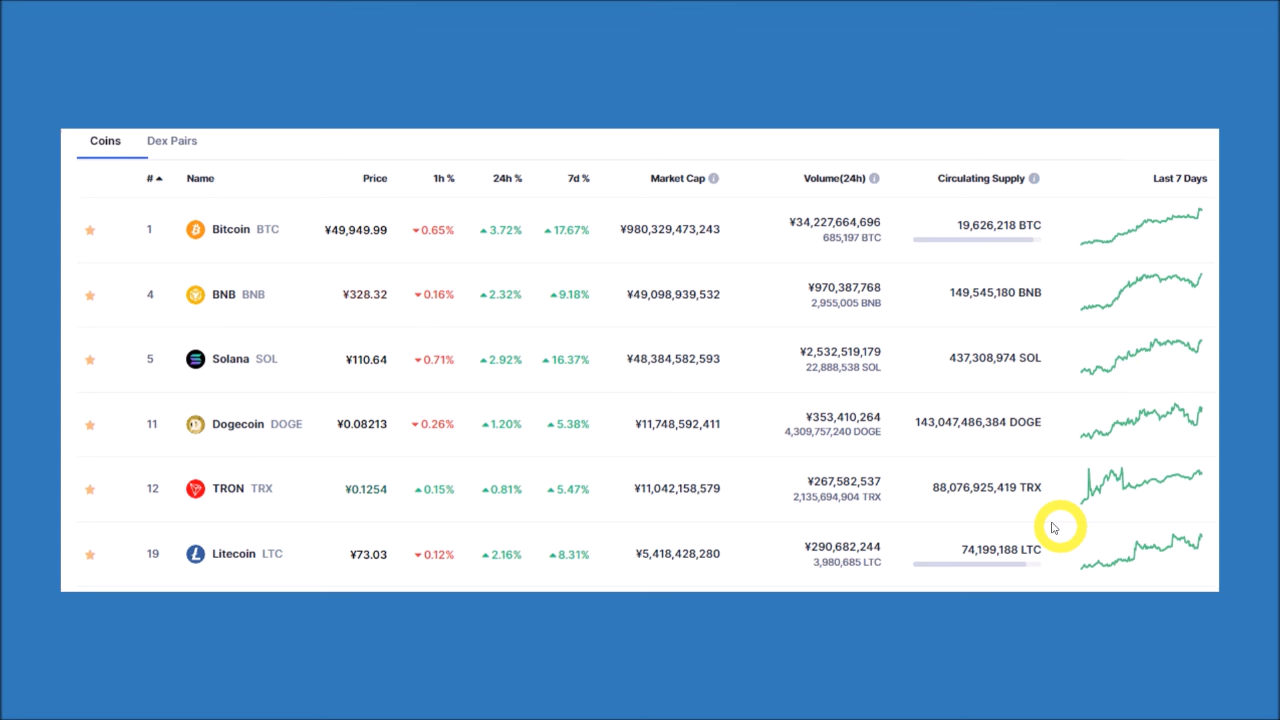 Coins Dex Pairs
# Name Price 1h % 24h % 7d % Market Cap Volume(24h) Circulating Supply Last 7 Days
1 Bitcoin BTC ¥49,949.99 0.65% 3.72% 17.67% ¥980,329,473,243 ¥34,227,664,696 19,626,218 BTC
685,197 BTC
4 BNB BNB ¥328.32 0.16% 2.32% 9.18% ¥49,098,939,532 ¥970,387,768 149,545,180 BNB
2,955,005 BNB
5 Solana SOL ¥110.64 0.71% 2.92% 16.37% ¥48,384,582,593 ¥2,532,519,179 437,308,974 SOL
22,888,538 SOL
11 Dogecoin DOGE ¥0.08213 0.26% 1.20% 5.38% ¥11,748,592,411 ¥353,410,264 143,047,486,384 DOGE
4,309,757,240 DOGE
12 TRON TRX ¥0.1254 0.15% 0.81% 5.47% ¥11,042,158,579 ¥267,582,537 88,076,925,419 TRX
2,135,694,904 TRX
19 Litecoin LTC ¥73.03 0.12% 2.16% 8.31% ¥5,418,428,280 ¥290,682,244 74,199,188 LTC
3,980,685 LTC